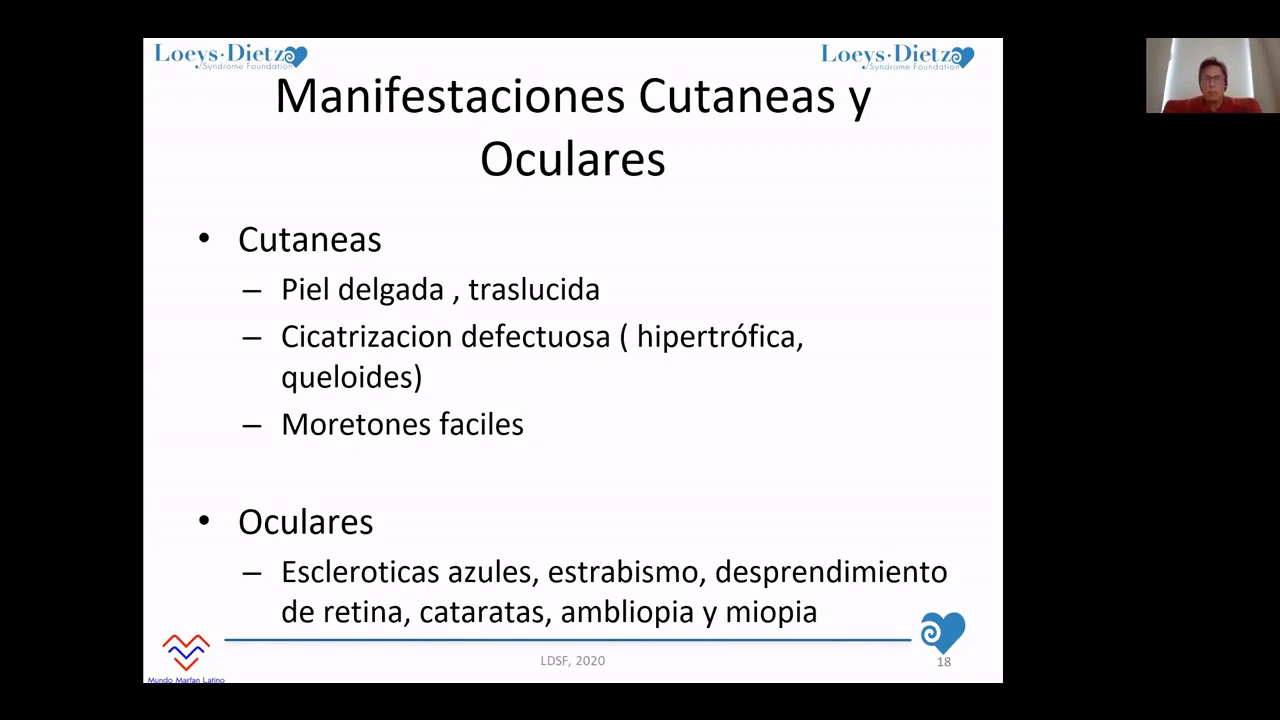 Loeys·Dietz
Syndrome Foundation
Loeys·Dietz
Syndrome Foundation
Manifestaciones Cutaneas y
Oculares
• Cutaneas
– Piel delgada , traslucida
– Cicatrizacion defectuosa ( hipertrófica,
queloides)
– Moretones faciles
• Oculares
– Escleroticas azules, estrabismo, desprendimiento
de retina, cataratas, ambliopia y miopia
Mundo Marfan Latino
LDSF, 2020
18